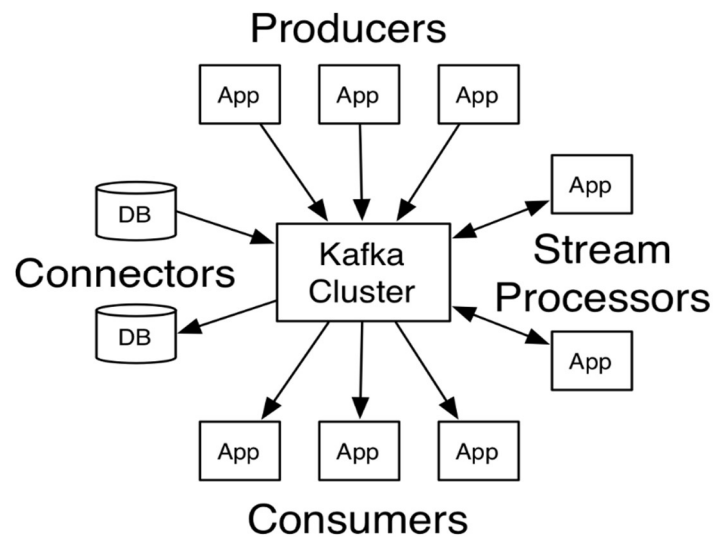 Producers
App
App
App
DB
App
Kafka
Cluster
Connectors
Stream
Processors
DB
App
App
App
App
Consumers